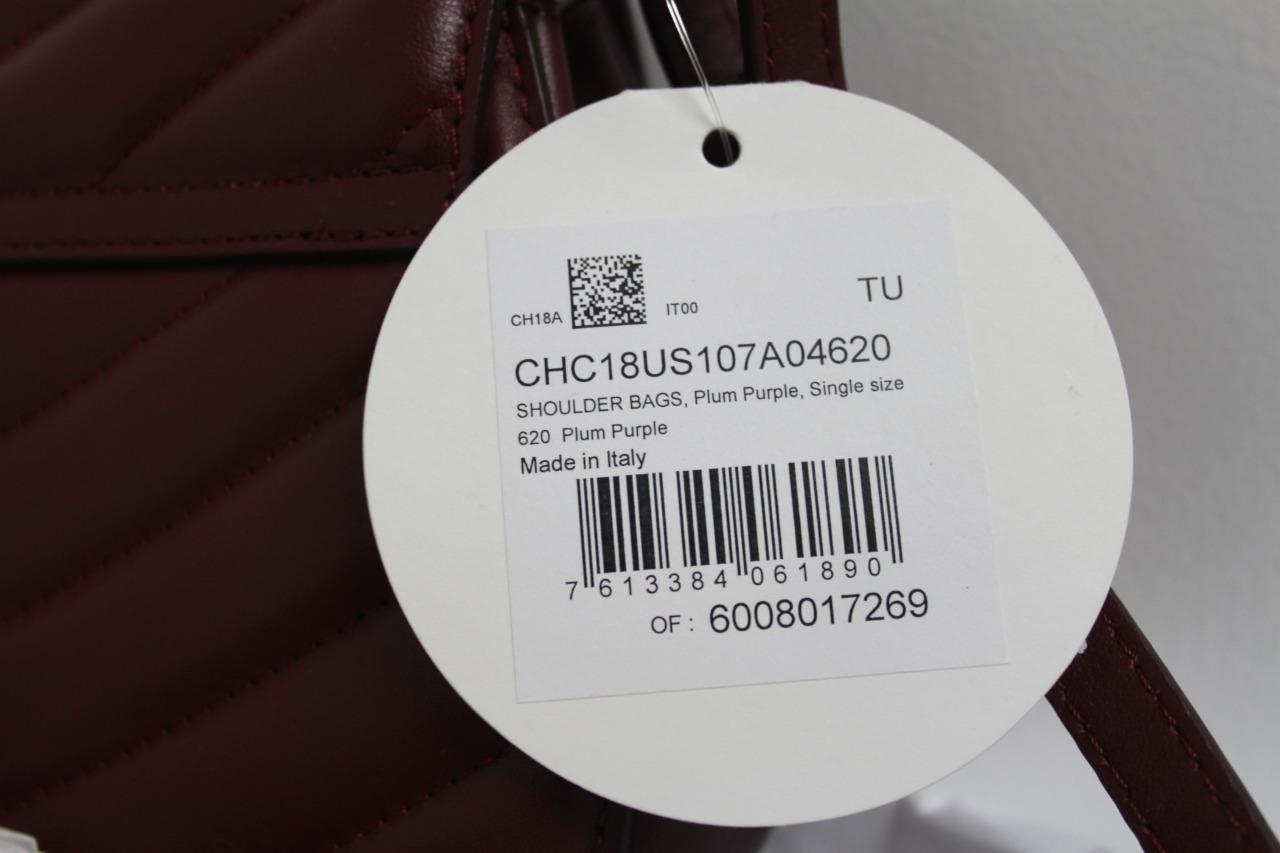 TU
CH18A IT00
CHC18US107A04620
SHOULDER BAGS, Plum Purple, Single size
620 Plum Purple
Made in Italy
7 613384 061890
OF : 6008017269